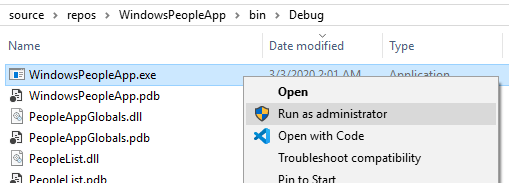 source > repos > WindowsPeopleApp > bin > Debug
Name Date modified Type
WindowsPeopleApp.exe 3/3/2020 2:01 AM Application
WindowsPeopleApp.pdb Open
PeopleAppGlobals.dll Run as administrator
PeopleAppGlobals.pdb Open with Code
PeopleList.dll Troubleshoot compatibility
PeopleList.pdb Pin to Start